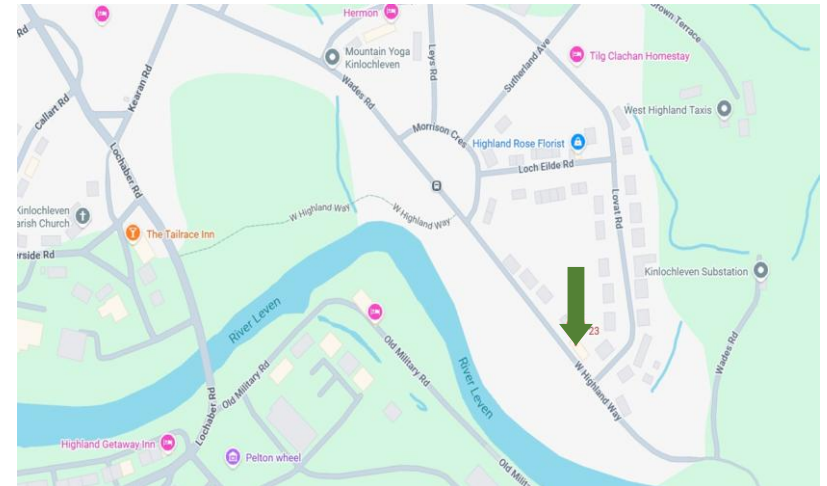 Hermon
Rd
Mountain Yoga
Kinlochleven
Leys Rd
Sutherland Ave
Brown Terrace
Tilg Clachan Homestay
Kearan Rd
Callart Rd
Wades Rd
West Highland Taxis
Morrison Cres
Highland Rose Florist
Loch Eilde Rd
Lochaber Rd
W Highland Way
W Highland Way
Lovat Rd
Kinlochleven
arish Church
The Tailrace Inn
erside Rd
Kinlochleven Substation
River Leven
23
Old Military Rd
River Leven
Wades Rd
W Highland Way
Old Military Rd
Lochaber Rd
Highland Getaway Inn
Pelton wheel
Old Milit